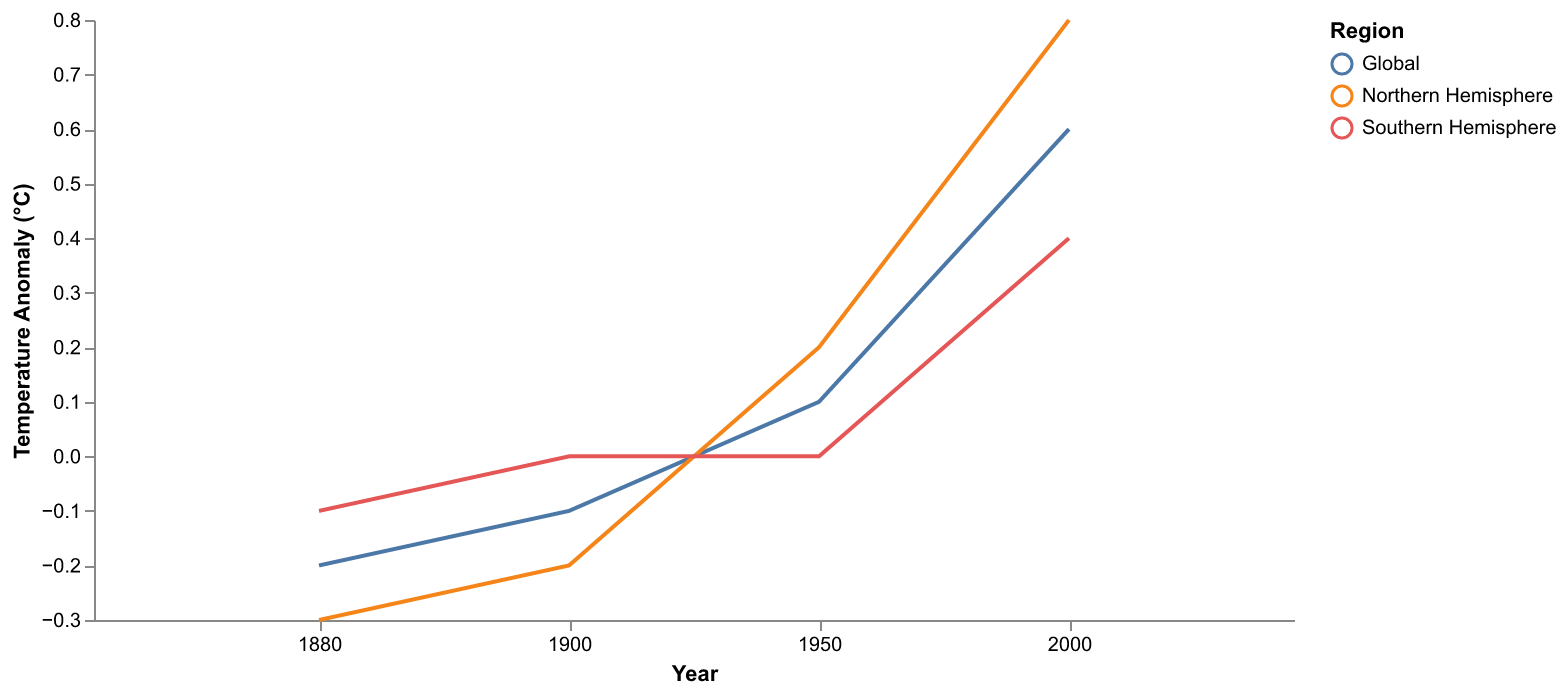 0.8
0.7
0.6
0.5
0.4
0.3
0.2
0.1
0.0
−0.1
−0.2
−0.3
Temperature Anomaly (°C)
1880 1900 1950 2000
Year
Region
Global
Northern Hemisphere
Southern Hemisphere